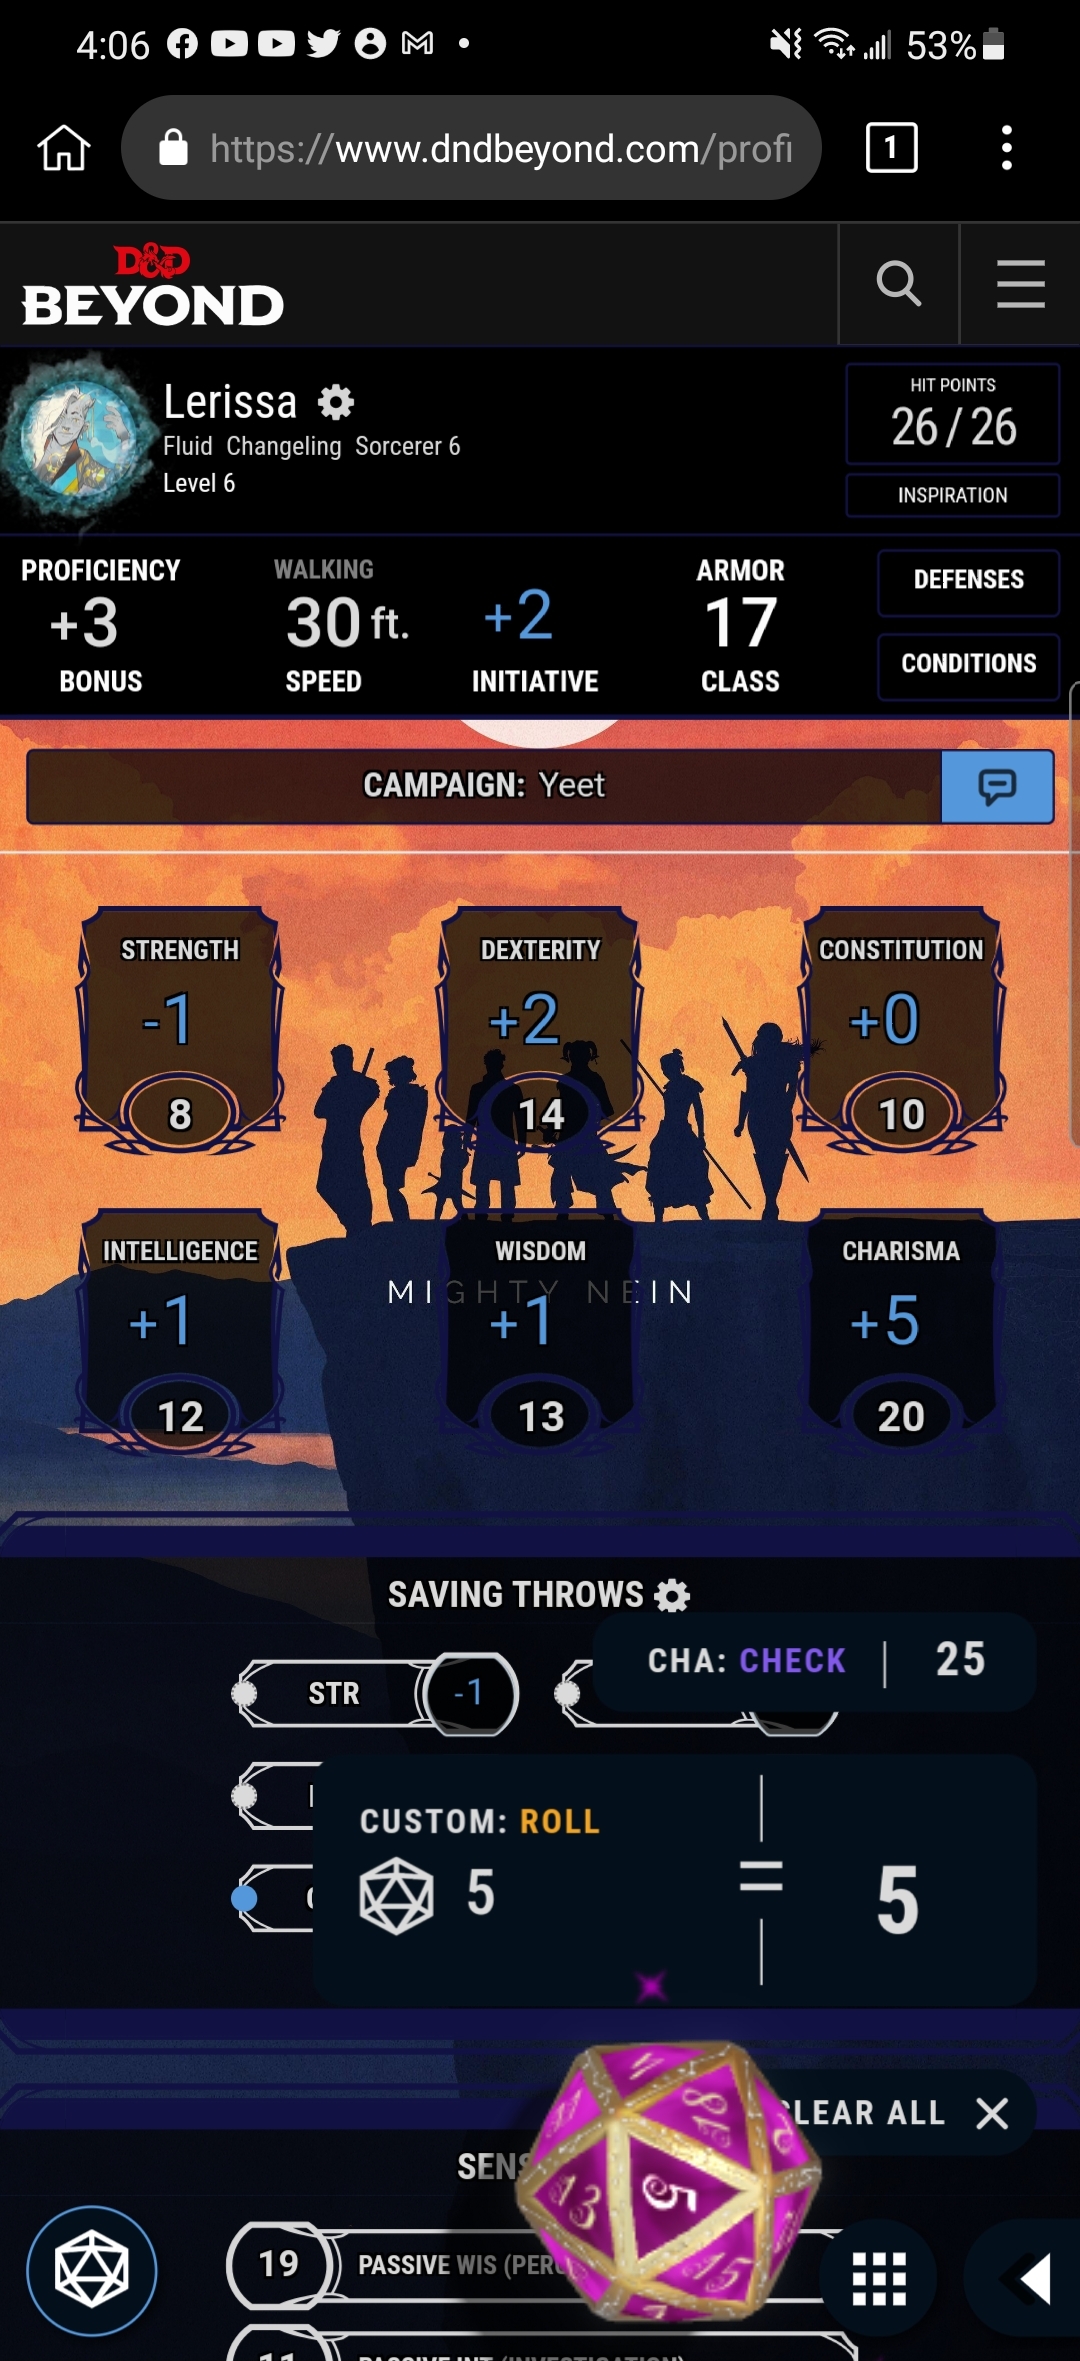 4:06
53%
https://www.dndbeyond.com/profi
1
D&D
BEYOND
Lerissa
Fluid Changeling Sorcerer 6
Level 6
HIT POINTS
26 / 26
INSPIRATION
PROFICIENCY
+3
BONUS
WALKING
30 ft.
SPEED
+2
INITIATIVE
ARMOR
17
CLASS
DEFENSES
CONDITIONS
CAMPAIGN: Yeet
STRENGTH
-1
8
DEXTERITY
+2
14
CONSTITUTION
+0
10
INTELLIGENCE
+1
12
WISDOM
+1
13
CHARISMA
+5
20
MIGHTY NEIN
SAVING THROWS
STR -1
CHA: CHECK | 25
CUSTOM: ROLL
5 = 5
CLEAR ALL
SENS
5
13
15
18
19 PASSIVE WIS (PERC
11 PASSIVE INT (INVESTIGATION)